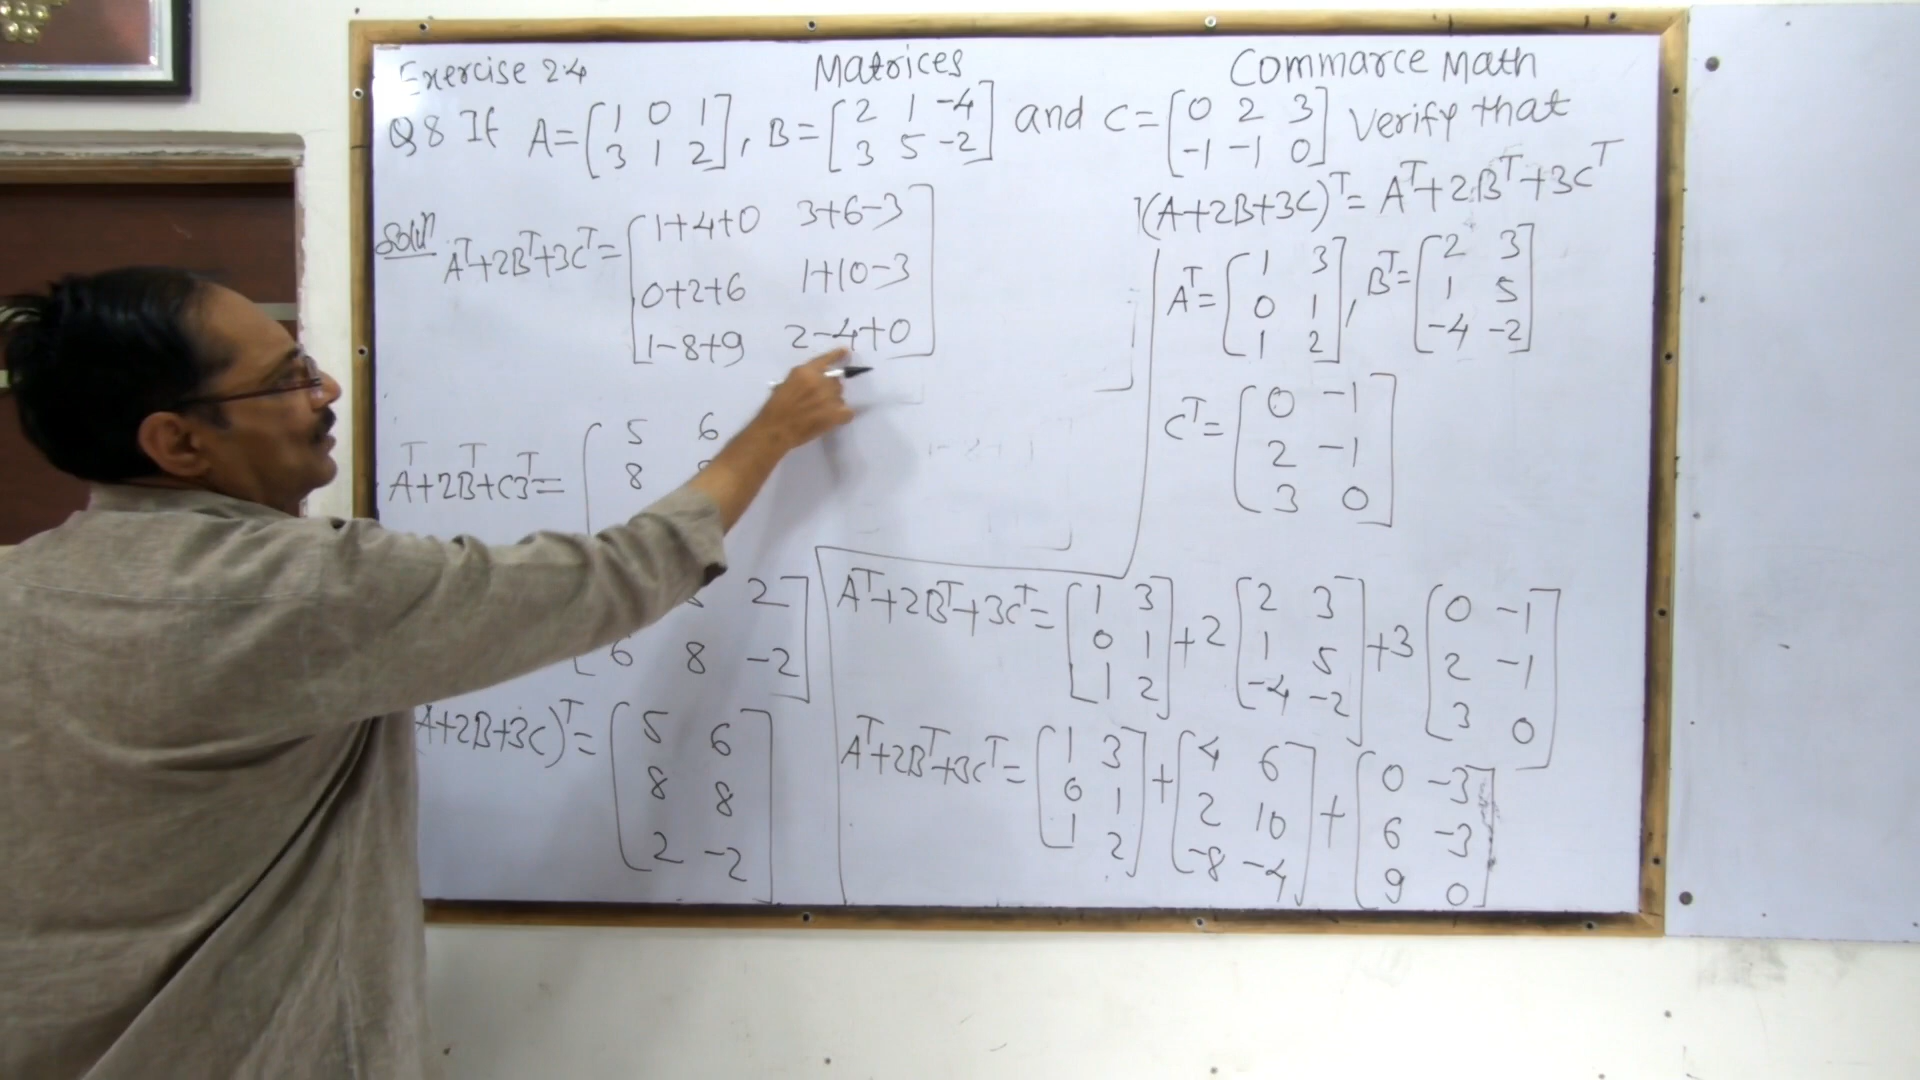 Exercise 2.4 Matrices Commarce Math
Q8 If A = [1 0 1], B = [2 1 -4] and C = [0 2 3] Verify that
[3 1 2] [3 5 -2] [-1 -1 0]
(A+2B+3C)^T = A^T+2B^T+3C^T
Soln A^T+2B^T+3C^T = [1+4+0 3+6-3]
[0+2+6 1+10-3]
[1-8+9 2-4+0]
A^T+2B^T+C3^T = [5 6
8
2]
6 8 -2]
A+2B+3C)^T = [5 6]
[8 8]
[2 -2]
A^T = [1 3], B^T = [2 3]
[0 1] [1 5]
[1 2] [-4 -2]
C^T = [0 -1]
[2 -1]
[3 0]
A^T+2B^T+3C^T = [1 3] +2 [2 3] +3 [0 -1]
[0 1] [1 5] [2 -1]
[1 2] [-4 -2] [3 0]
A^T+2B^T+3C^T = [1 3] + [4 6] + [0 -3]
[0 1] [2 10] [6 -3]
[1 2] [-8 -4] [9 0]